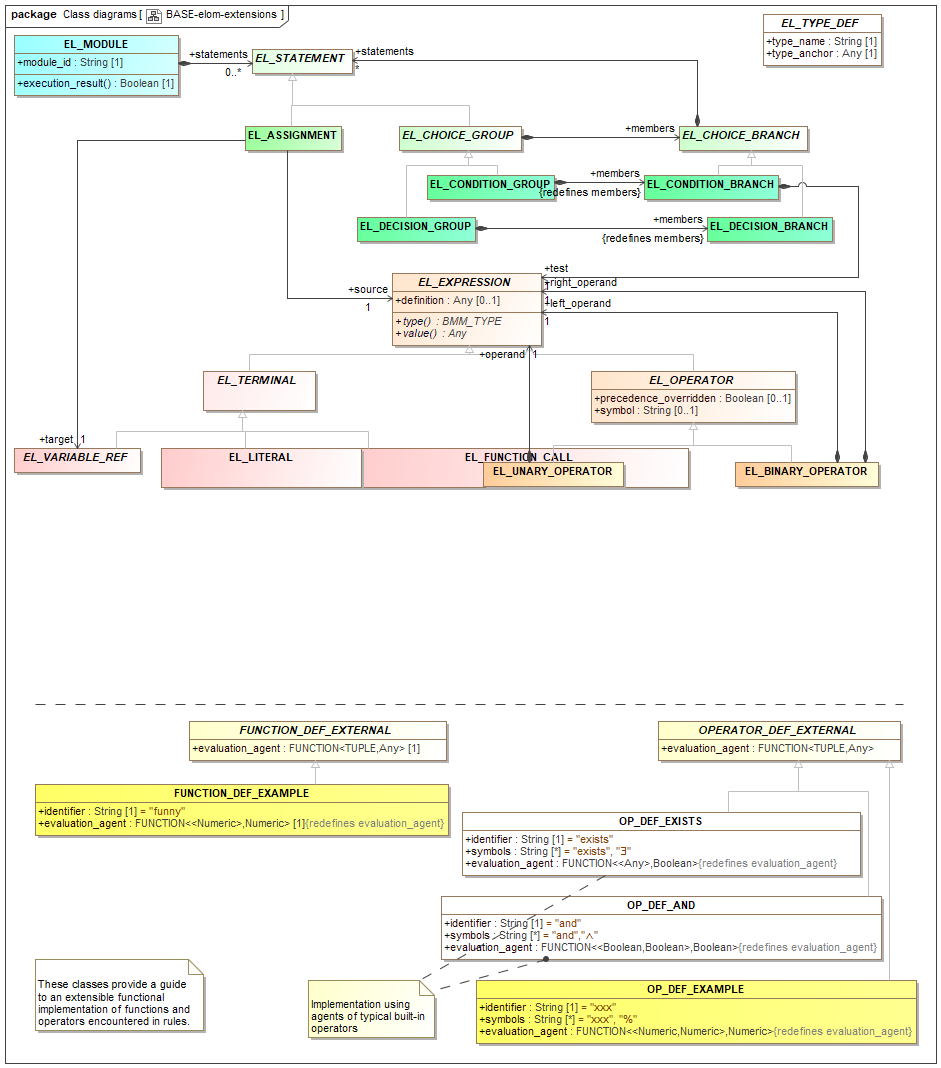 package Class diagrams [ BASE-elom-extensions ]
EL_TYPE_DEF
+type_name : String [1]
+type_anchor : Any [1]
EL_MODULE
+module_id : String [1]
+execution_result() : Boolean [1]
+statements
0..*
EL_STATEMENT
+statements
*
EL_ASSIGNMENT
EL_CHOICE_GROUP
+members
EL_CHOICE_BRANCH
EL_CONDITION_GROUP
+members
{redefines members}
EL_CONDITION_BRANCH
EL_DECISION_GROUP
+members
{redefines members}
EL_DECISION_BRANCH
+source
1
EL_EXPRESSION
+definition : Any [0..1]
+type() : BMM_TYPE
+value() : Any
+test
+right_operand
1
+left_operand
1
+operand
1
EL_TERMINAL
EL_OPERATOR
+precedence_overridden : Boolean [0..1]
+symbol : String [0..1]
+target 1
EL_VARIABLE_REF
EL_LITERAL
EL_FUNCTION_CALL
EL_UNARY_OPERATOR
EL_BINARY_OPERATOR
FUNCTION_DEF_EXTERNAL
+evaluation_agent : FUNCTION<TUPLE,Any> [1]
OPERATOR_DEF_EXTERNAL
+evaluation_agent : FUNCTION<TUPLE,Any>
FUNCTION_DEF_EXAMPLE
+identifier : String [1] = "funny"
+evaluation_agent : FUNCTION<<Numeric>,Numeric> [1]{redefines evaluation_agent}
OP_DEF_EXISTS
+identifier : String [1] = "exists"
+symbols : String [*] = "exists", "∃"
+evaluation_agent : FUNCTION<<Any>,Boolean>{redefines evaluation_agent}
OP_DEF_AND
+identifier : String [1] = "and"
+symbols : String [*] = "and","∧"
+evaluation_agent : FUNCTION<<Boolean,Boolean>,Boolean>{redefines evaluation_agent}
These classes provide a guide
to an extensible functional
implementation of functions and
operators encountered in rules.
Implementation using
agents of typical built-in
operators
OP_DEF_EXAMPLE
+identifier : String [1] = "xxx"
+symbols : String [*] = "xxx", "%"
+evaluation_agent : FUNCTION<<Numeric,Numeric>,Numeric>{redefines evaluation_agent}